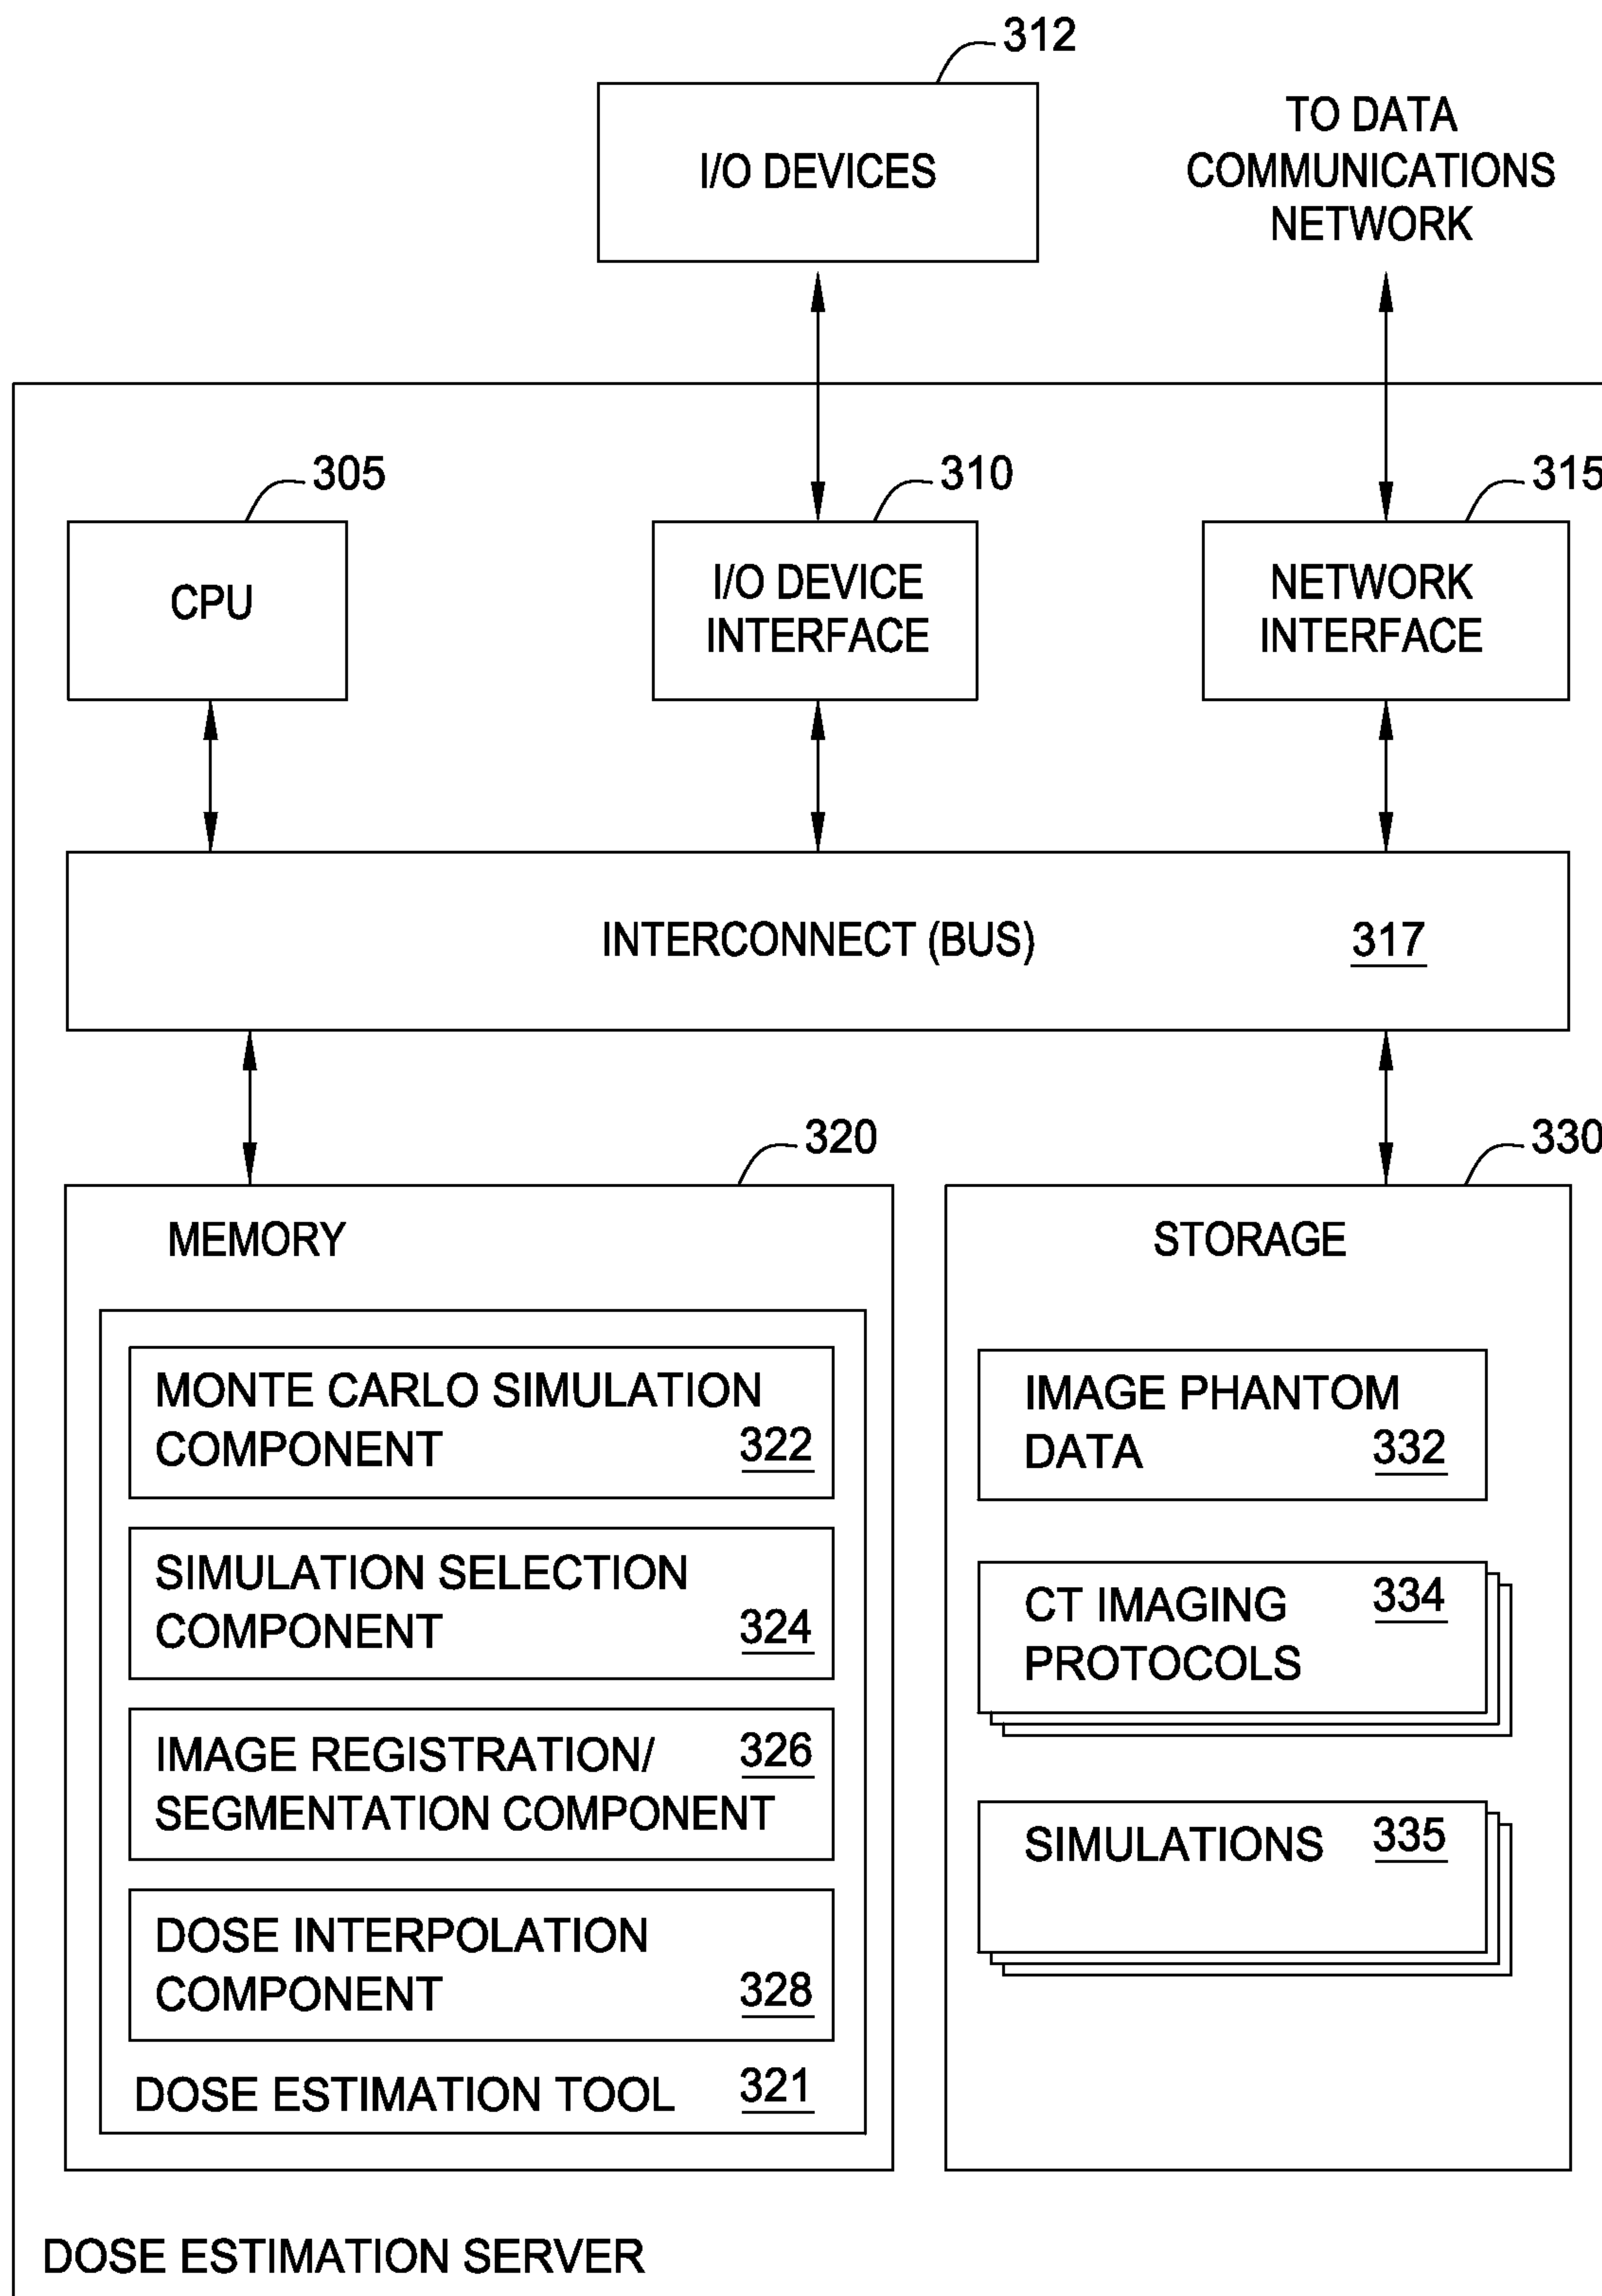 312
I/O DEVICES
TO DATA
COMMUNICATIONS
NETWORK
305
310
315
CPU
I/O DEVICE
INTERFACE
NETWORK
INTERFACE
INTERCONNECT (BUS) 317
320
330
MEMORY
MONTE CARLO SIMULATION
COMPONENT 322
SIMULATION SELECTION
COMPONENT 324
IMAGE REGISTRATION/ 326
SEGMENTATION COMPONENT
DOSE INTERPOLATION
COMPONENT 328
DOSE ESTIMATION TOOL 321
STORAGE
IMAGE PHANTOM
DATA 332
CT IMAGING 334
PROTOCOLS
SIMULATIONS 335
DOSE ESTIMATION SERVER